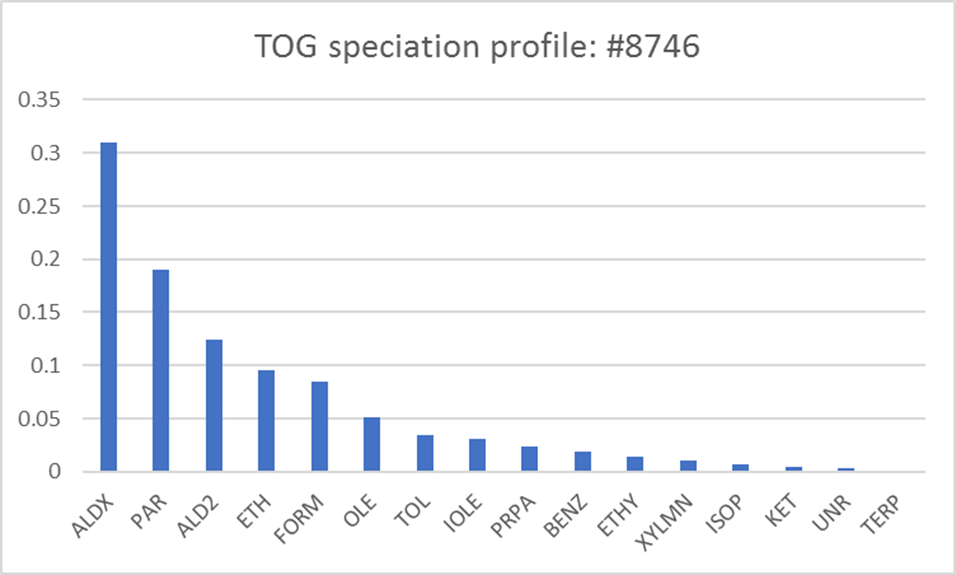 TOG speciation profile: #8746
0.35
0.3
0.25
0.2
0.15
0.1
0.05
0
ALDX
PAR
ALD2
ETH
FORM
OLE
TOL
IOLE
PRPA
BENZ
ETHY
XYLMN
ISOP
KET
UNR
TERP